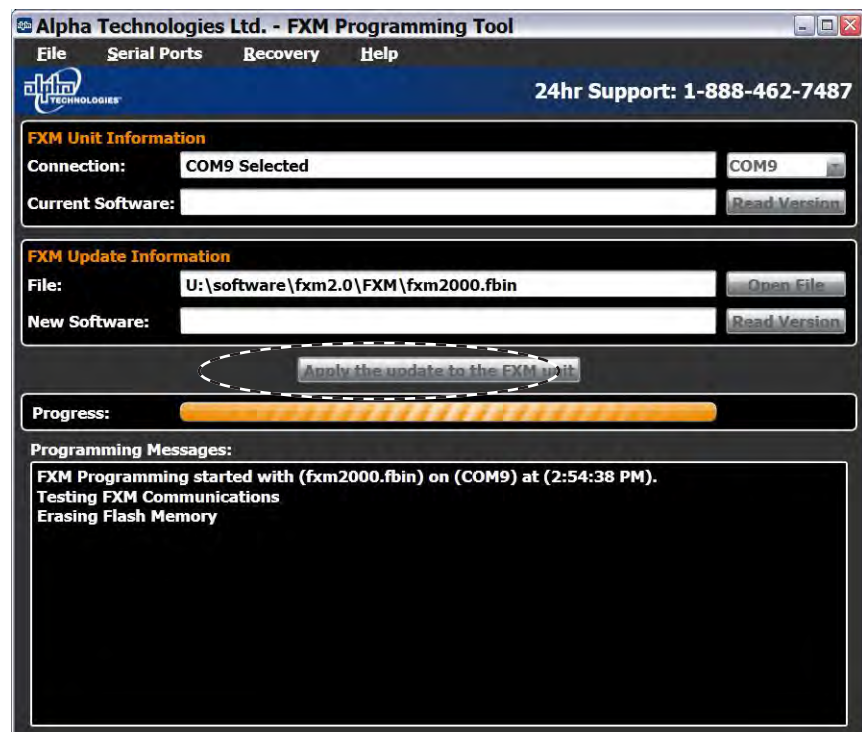 Alpha Technologies Ltd. - FXM Programming Tool
File Serial Ports Recovery Help
alpha
TECHNOLOGIES
24hr Support: 1-888-462-7487
FXM Unit Information
Connection: COM9 Selected COM9
Current Software: Read Version
FXM Update Information
File: U:\software\fxm2.0\FXM\fxm2000.fbin Open File
New Software: Read Version
Apply the update to the FXM unit
Progress:
Programming Messages:
FXM Programming started with (fxm2000.fbin) on (COM9) at (2:54:38 PM).
Testing FXM Communications
Erasing Flash Memory